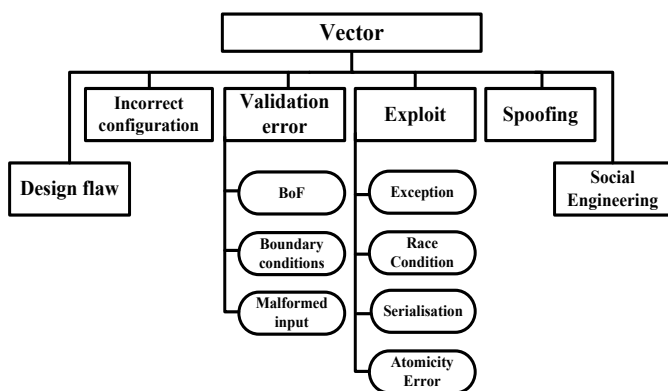 Vector
Incorrect
configuration
Validation
error
Exploit
Spoofing
Design flaw
Social
Engineering
BoF
Boundary
conditions
Malformed
input
Exception
Race
Condition
Serialisation
Atomicity
Error